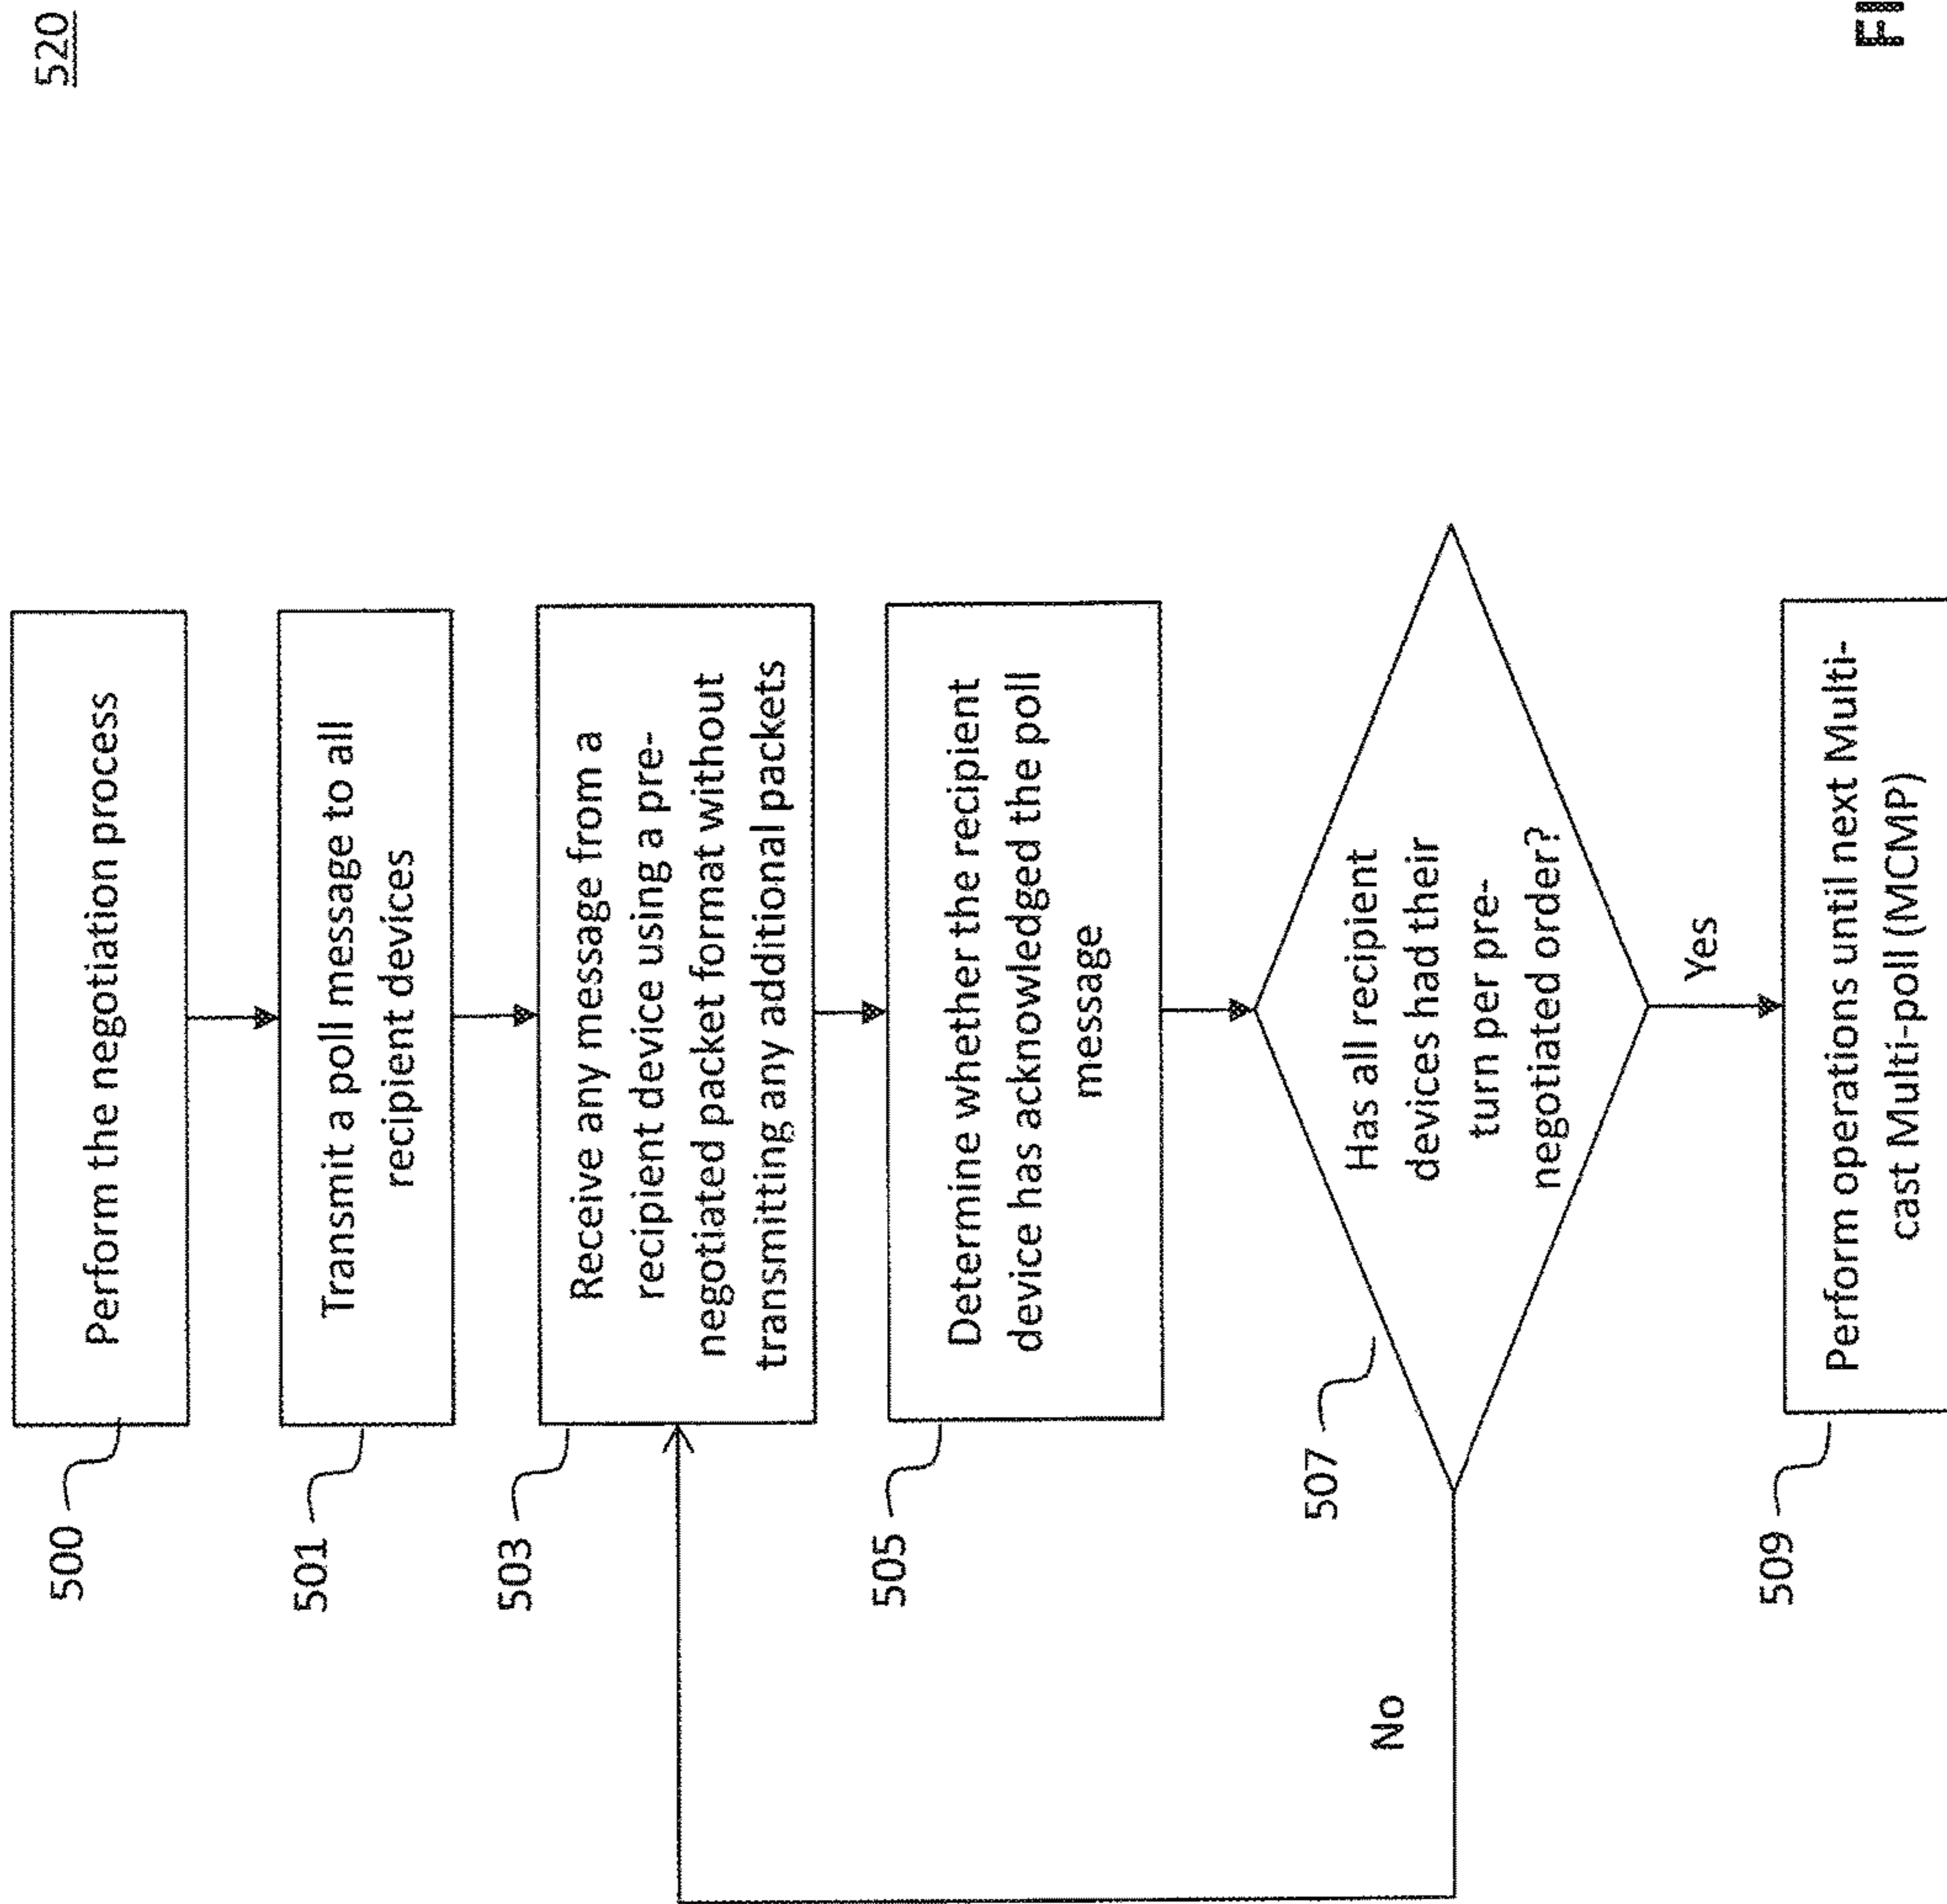 520
500
Perform the negotiation process
501
Transmit a poll message to all
recipient devices
503
Receive any message from a
recipient device using a pre-
negotiated packet format without
transmitting any additional packets
505
Determine whether the recipient
device has acknowledged the poll
message
507
Has all recipient
devices had their
turn per pre-
negotiated order?
No
Yes
509
Perform operations until next Multi-
cast Multi-poll (MCMP)